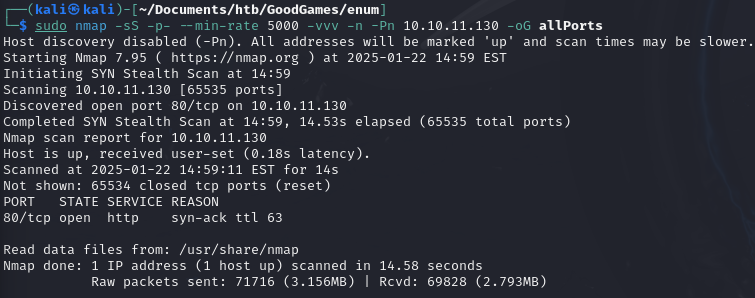 ┌──(kali㉿kali)-[~/Documents/htb/GoodGames/enum]
└─$ sudo nmap -sS -p- --min-rate 5000 -vvv -n -Pn 10.10.11.130 -oG allPorts
Host discovery disabled (-Pn). All addresses will be marked 'up' and scan times may be slower.
Starting Nmap 7.95 ( https://nmap.org ) at 2025-01-22 14:59 EST
Initiating SYN Stealth Scan at 14:59
Scanning 10.10.11.130 [65535 ports]
Discovered open port 80/tcp on 10.10.11.130
Completed SYN Stealth Scan at 14:59, 14.53s elapsed (65535 total ports)
Nmap scan report for 10.10.11.130
Host is up, received user-set (0.18s latency).
Scanned at 2025-01-22 14:59:11 EST for 14s
Not shown: 65534 closed tcp ports (reset)
PORT   STATE SERVICE REASON
80/tcp open  http    syn-ack ttl 63

Read data files from: /usr/share/nmap
Nmap done: 1 IP address (1 host up) scanned in 14.58 seconds
           Raw packets sent: 71716 (3.156MB) | Rcvd: 69828 (2.793MB)